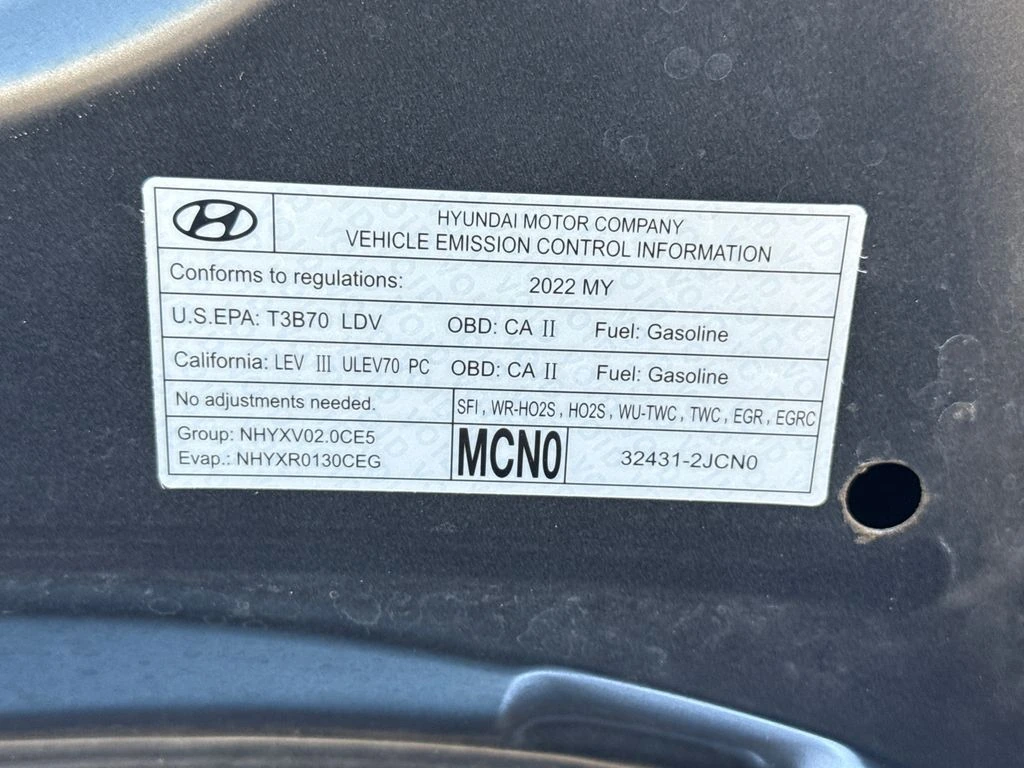 HYUNDAI MOTOR COMPANY
VEHICLE EMISSION CONTROL INFORMATION
Conforms to regulations: 2022 MY
U.S.EPA: T3B70 LDV OBD: CA II Fuel: Gasoline
California: LEV III ULEV70 PC OBD: CA II Fuel: Gasoline
No adjustments needed. SFI, WR-HO2S, HO2S, WU-TWC, TWC, EGR, EGRC
Group: NHYXV02.0CE5
Evap.: NHYXR0130CEG
MCN0 32431-2JCN0